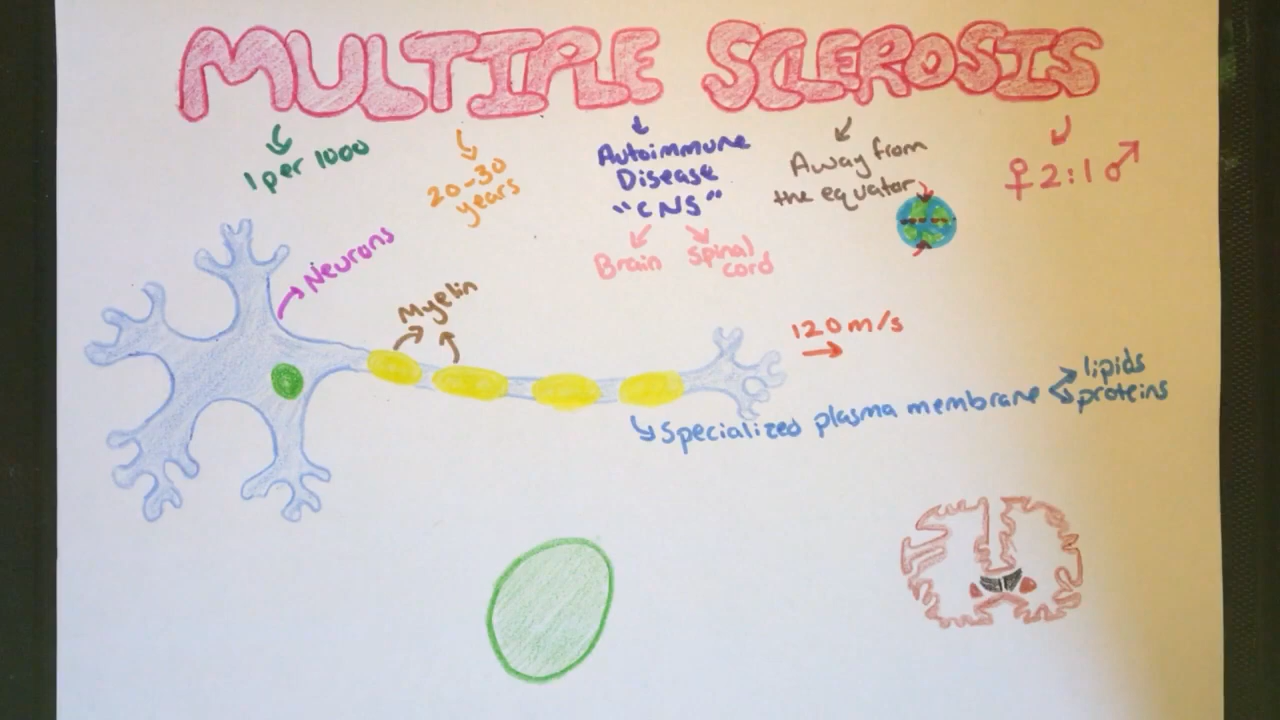 MULTIPLE SCLEROSIS
1 per 1000
20-30
years
Autoimmune
Disease
"CNS"
Brain
Spinal
cord
Away from
the equator
♀ 2:1 ♂
Neurons
Myelin
120 m/s
Specialized plasma membrane
lipids
proteins